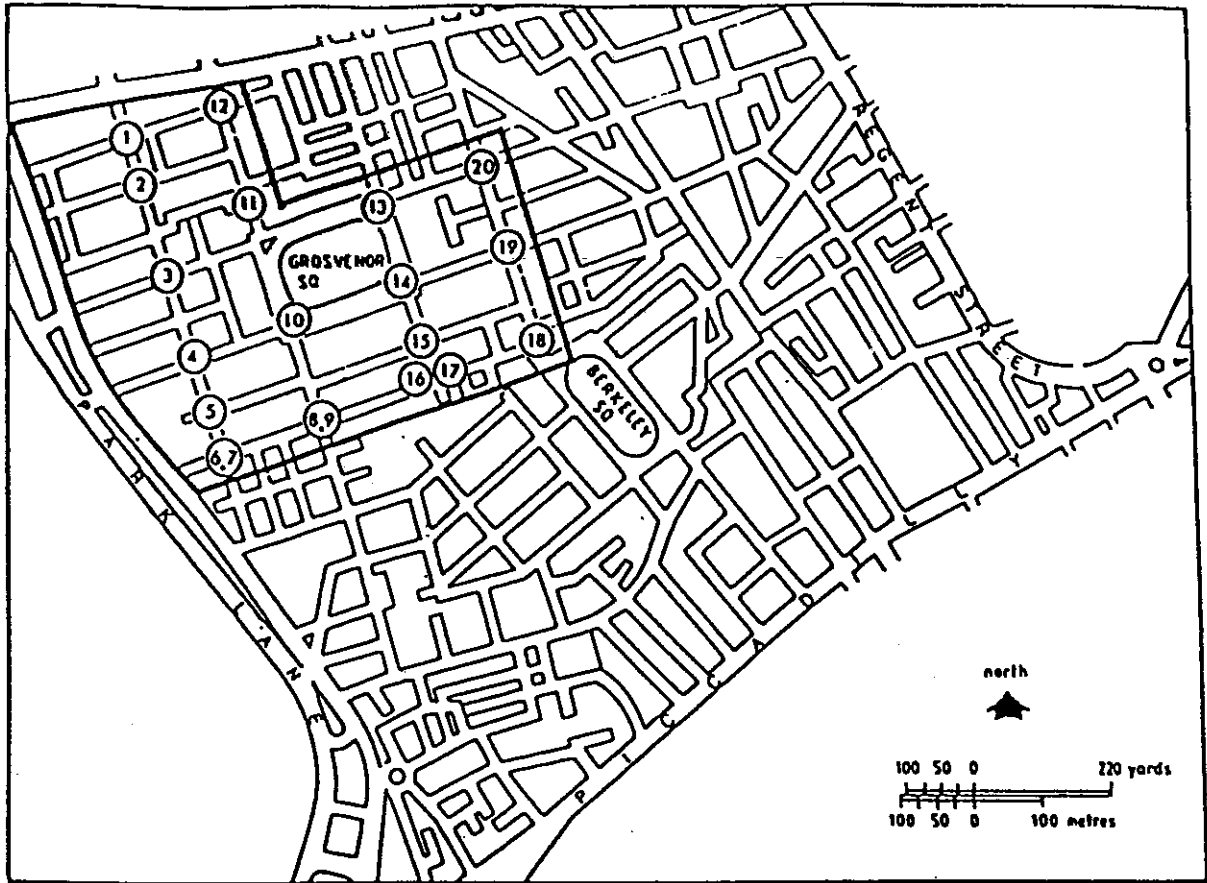 12
1
2
20
11
13
REGENT STREET
GROSVENOR
SQ
19
3
14
10
15
18
4
17
16
BERKELEY
SQ
5
8,9
6,7
PARK LANE
PICCADILLY
north
100 50 0 220 yards
100 50 0 100 metres